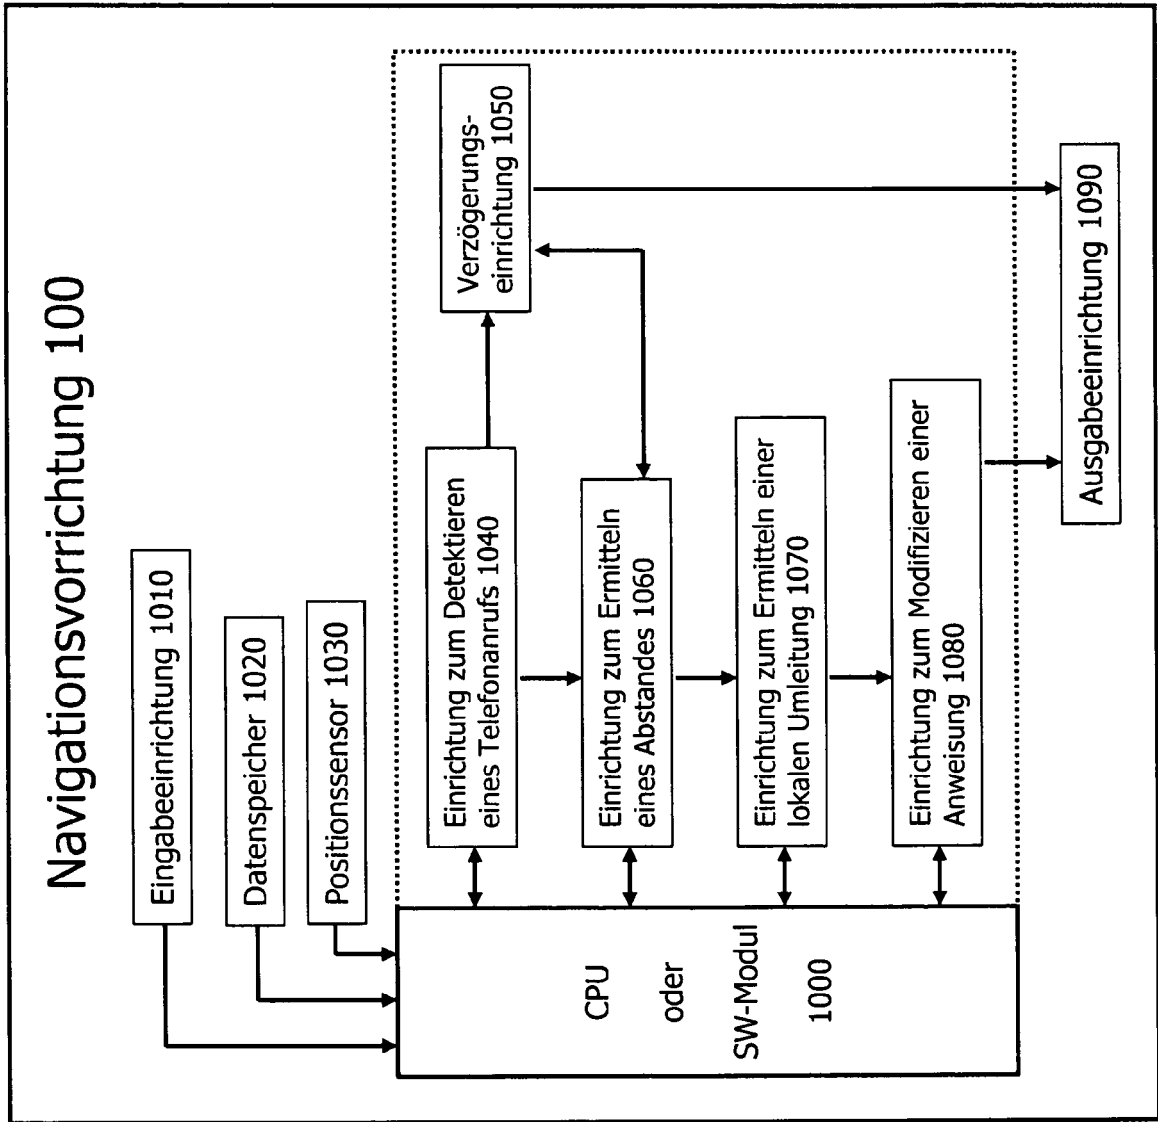 Navigationsvorrichtung 100
Eingabeeinrichtung 1010
Datenspeicher 1020
Positionssensor 1030
CPU
oder
SW-Modul
1000
Einrichtung zum Detektieren
eines Telefonanrufs 1040
Verzögerungs-
einrichtung 1050
Einrichtung zum Ermitteln
eines Abstandes 1060
Einrichtung zum Ermitteln einer
lokalen Umleitung 1070
Einrichtung zum Modifizieren einer
Anweisung 1080
Ausgabeeinrichtung 1090